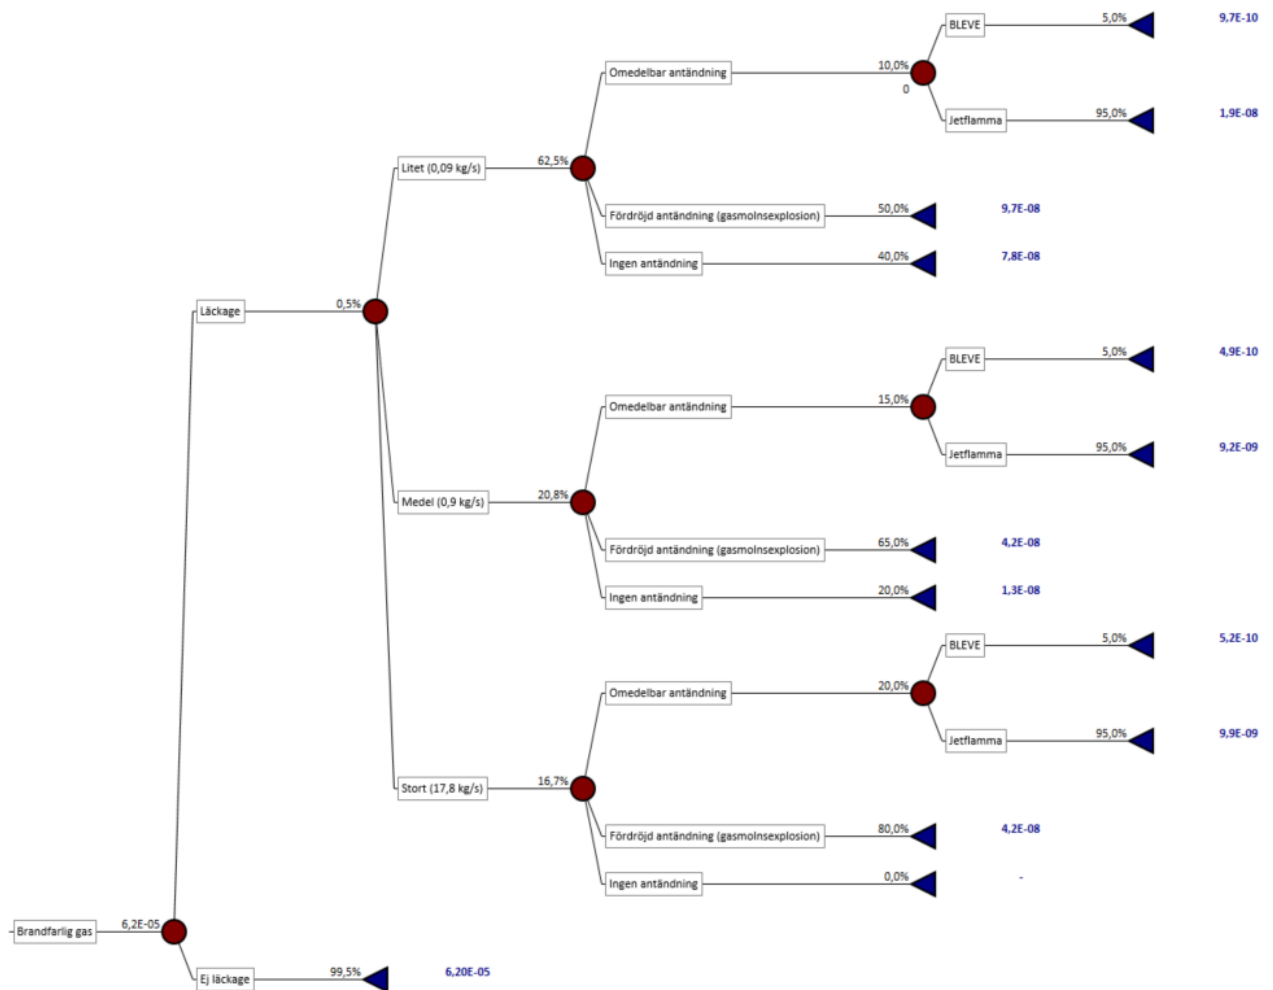 BLEVE 5,0% 9,7E-10
Omedelbar antändning 10,0%
0
Jetflamma 95,0% 1,9E-08
Litet (0,09 kg/s) 62,5%
Fördröjd antändning (gasmolnsexplosion) 50,0% 9,7E-08
Ingen antändning 40,0% 7,8E-08
Läckage 0,5%
BLEVE 5,0% 4,9E-10
Omedelbar antändning 15,0%
Jetflamma 95,0% 9,2E-09
Medel (0,9 kg/s) 20,8%
Fördröjd antändning (gasmolnsexplosion) 65,0% 4,2E-08
Ingen antändning 20,0% 1,3E-08
BLEVE 5,0% 5,2E-10
Omedelbar antändning 20,0%
Jetflamma 95,0% 9,9E-09
Stort (17,8 kg/s) 16,7%
Fördröjd antändning (gasmolnsexplosion) 80,0% 4,2E-08
Ingen antändning 0,0% -
Brandfarlig gas 6,2E-05
Ej läckage 99,5% 6,20E-05